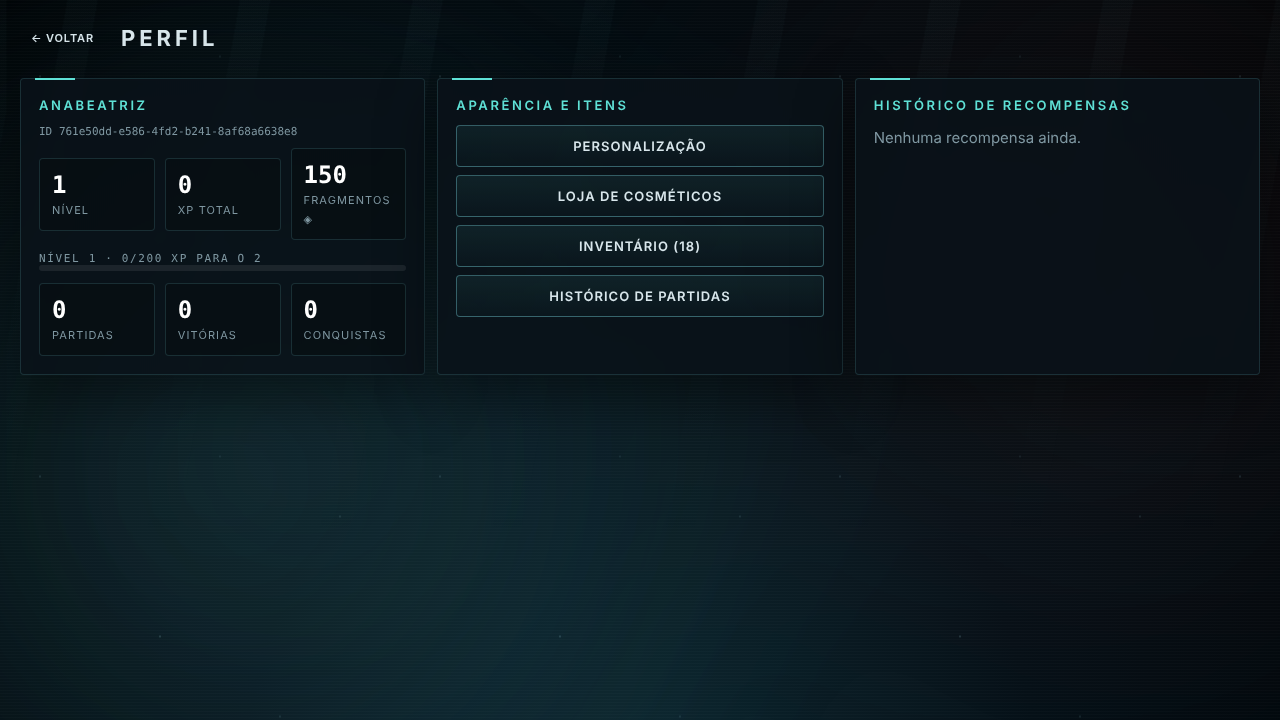 ← VOLTAR
PERFIL
ANABEATRIZ
ID 761e50dd-e586-4fd2-b241-8af68a6638e8
1
NÍVEL
0
XP TOTAL
150
FRAGMENTOS
◈
NÍVEL 1 · 0/200 XP PARA O 2
0
PARTIDAS
0
VITÓRIAS
0
CONQUISTAS
APARÊNCIA E ITENS
PERSONALIZAÇÃO
LOJA DE COSMÉTICOS
INVENTÁRIO (18)
HISTÓRICO DE PARTIDAS
HISTÓRICO DE RECOMPENSAS
Nenhuma recompensa ainda.